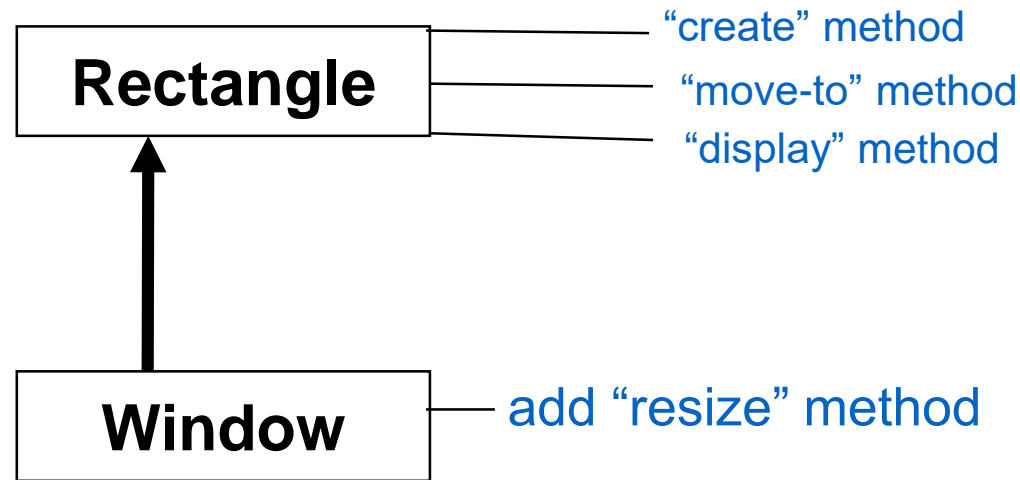 “create” method
Rectangle
“move-to” method
“display” method
Window
add “resize” method